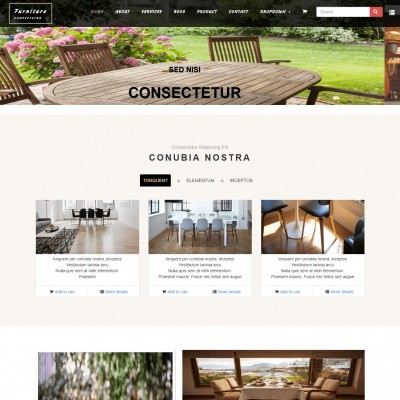 Furniture
HOME ABOUT SERVICES BLOG PRODUCT CONTACT DROPDOWN Search
SED NISI
CONSECTETUR
Consectetur Adipiscing Elit
CONUBIA NOSTRA
TORQUENT ELEMENTUM INCEPTOS
torquent per conubia nostra, inceptos
Vestibulum lacinia arcu
Nulla quis sem at nibh elementum
Praesent
Add to cart More details
torquent per conubia nostra, inceptos
Vestibulum lacinia arcu
Nulla quis sem at nibh elementum
Praesent mauris. Fusce nec tellus sed augue
Add to cart More details
torquent per conubia nostra, inceptos
Vestibulum lacinia arcu
Nulla quis sem at nibh elementum
Praesent mauris. Fusce nec tellus sed augue
Add to cart More details